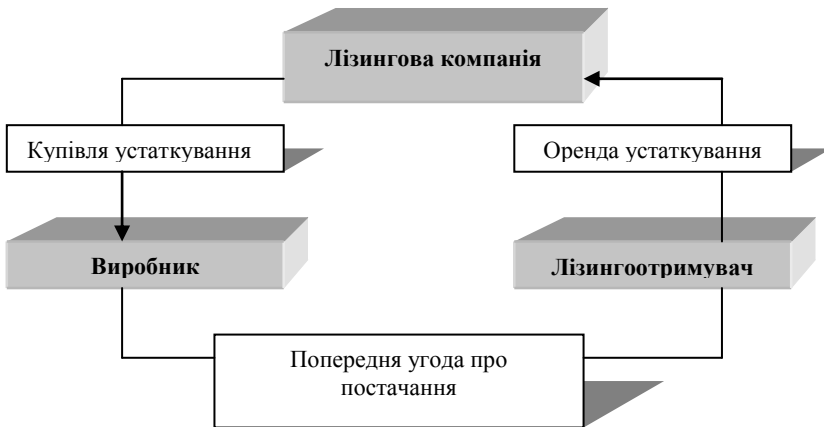 Лізингова компанія
Купівля устаткування
Оренда устаткування
Виробник
Лізингоотримувач
Попередня угода про
постачання